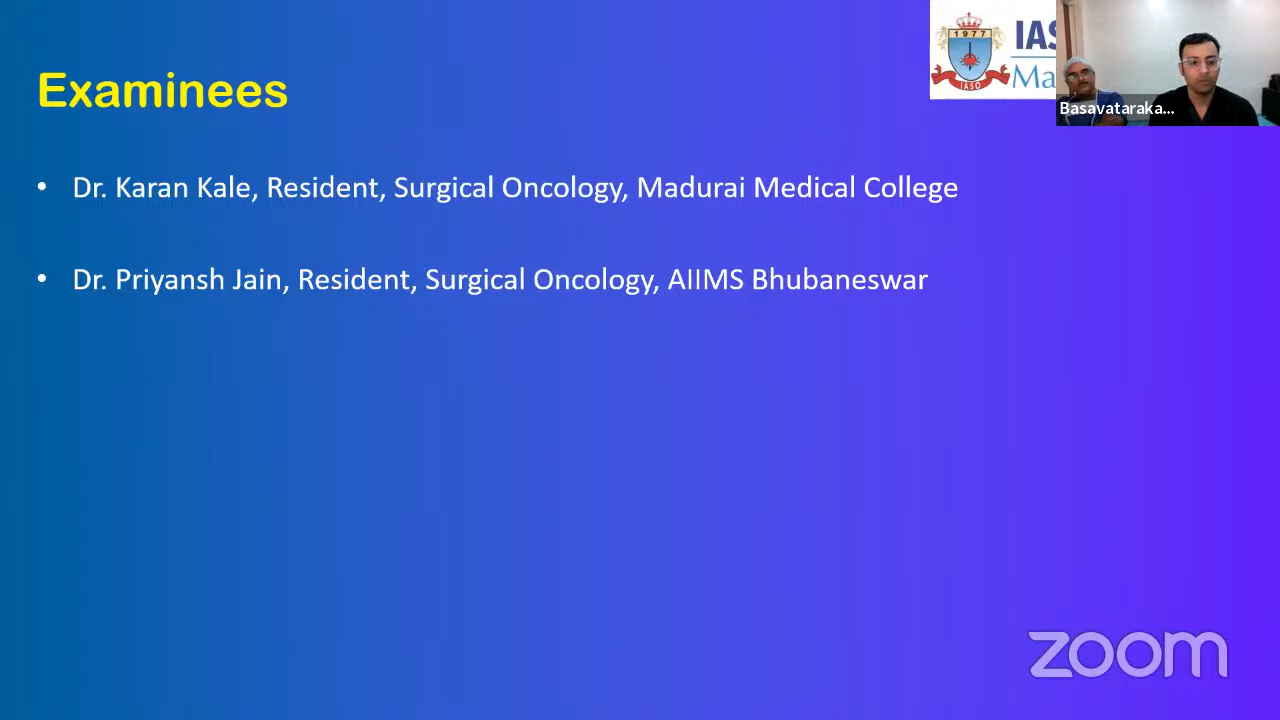 1977
IASO
IAS
Ma
Basavataraka...
Examinees
• Dr. Karan Kale, Resident, Surgical Oncology, Madurai Medical College
• Dr. Priyansh Jain, Resident, Surgical Oncology, AIIMS Bhubaneswar
zoom